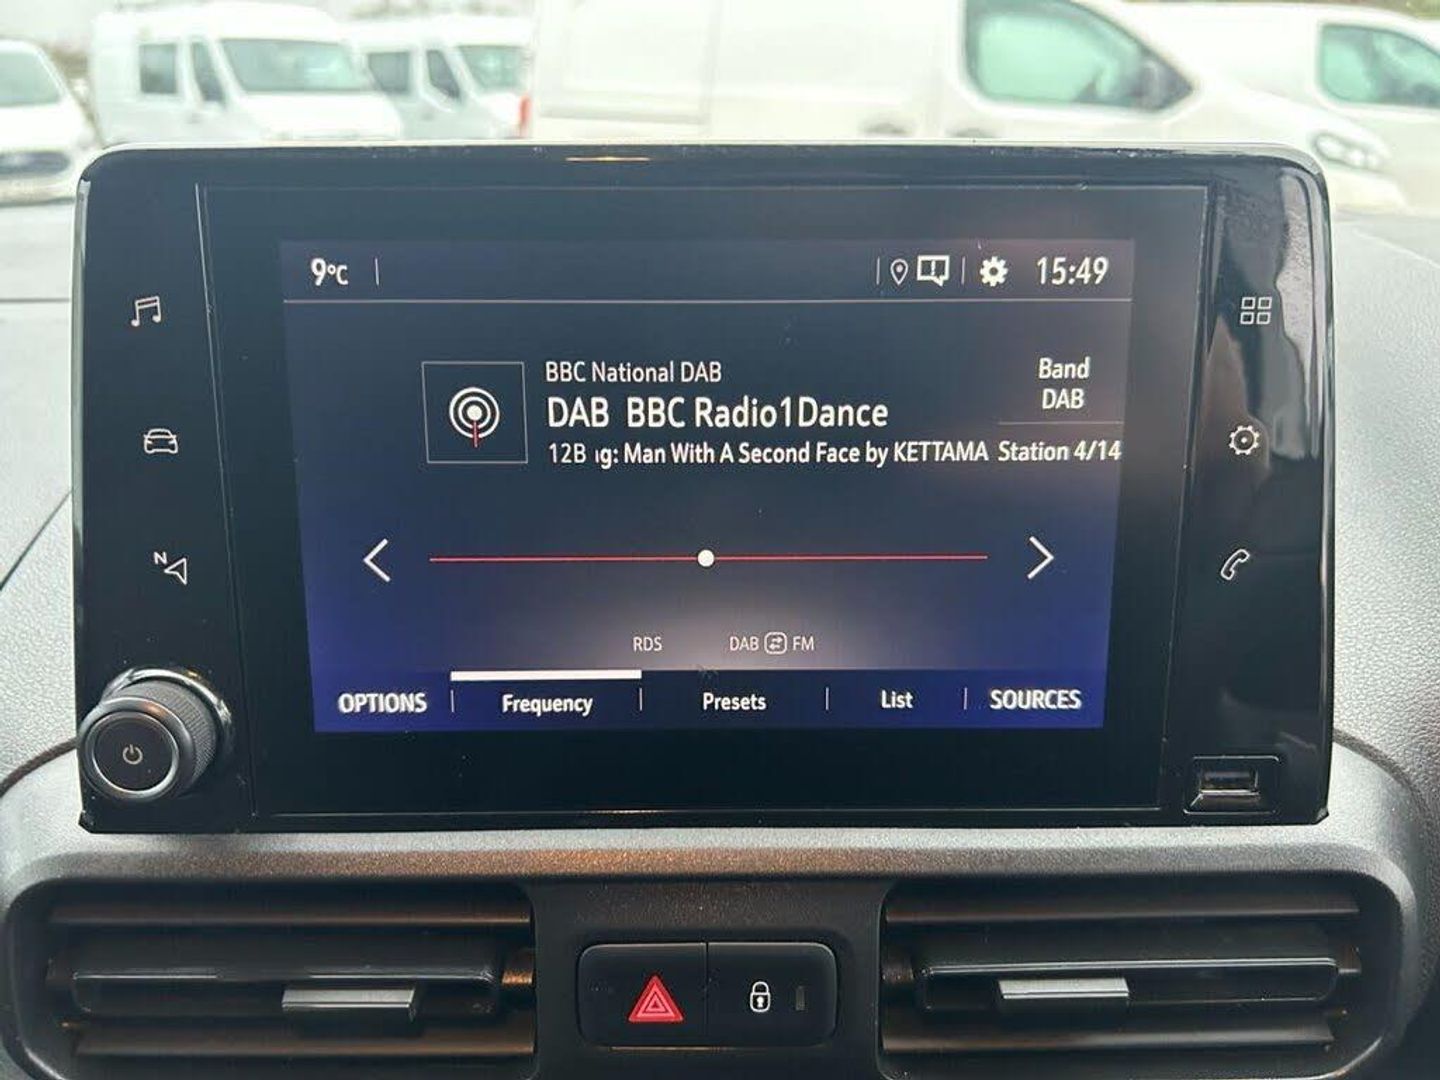 9°C
15:49
BBC National DAB
Band
DAB
DAB BBC Radio1Dance
12B ıg: Man With A Second Face by KETTAMA
Station 4/14
N
RDS
DAB FM
OPTIONS
Frequency
Presets
List
SOURCES